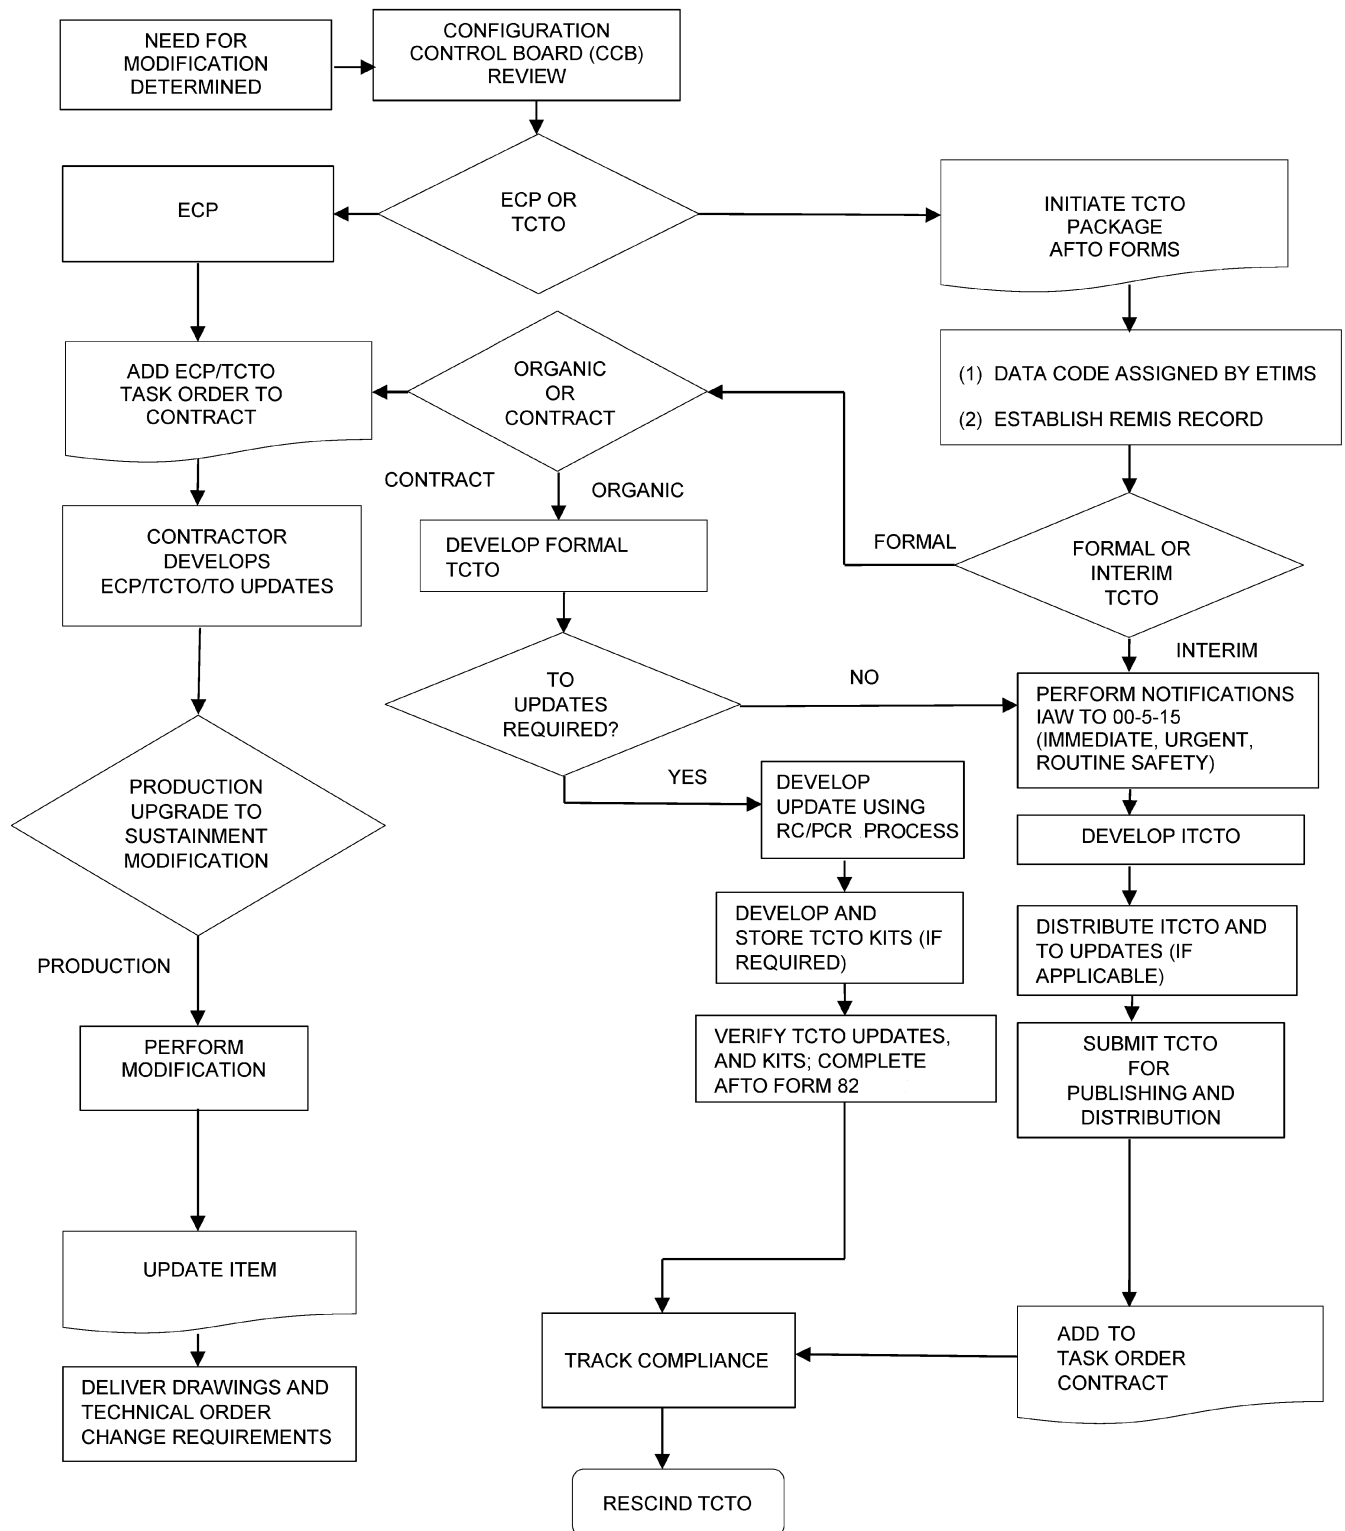 NEED FOR
MODIFICATION
DETERMINED
CONFIGURATION
CONTROL BOARD (CCB)
REVIEW
ECP
ECP OR
TCTO
INITIATE TCTO
PACKAGE
AFTO FORMS
ADD ECP/TCTO
TASK ORDER TO
CONTRACT
ORGANIC
OR
CONTRACT
(1) DATA CODE ASSIGNED BY ETIMS
(2) ESTABLISH REMIS RECORD
CONTRACT
ORGANIC
CONTRACTOR
DEVELOPS
ECP/TCTO/TO UPDATES
DEVELOP FORMAL
TCTO
FORMAL
FORMAL OR
INTERIM
TCTO
INTERIM
TO
UPDATES
REQUIRED?
NO
PERFORM NOTIFICATIONS
IAW TO 00-5-15
(IMMEDIATE, URGENT,
ROUTINE SAFETY)
YES
PRODUCTION
UPGRADE TO
SUSTAINMENT
MODIFICATION
DEVELOP
UPDATE USING
RC/PCR PROCESS
DEVELOP ITCTO
DEVELOP AND
STORE TCTO KITS (IF
REQUIRED)
DISTRIBUTE ITCTO AND
TO UPDATES (IF
APPLICABLE)
PRODUCTION
PERFORM
MODIFICATION
VERIFY TCTO UPDATES,
AND KITS; COMPLETE
AFTO FORM 82
SUBMIT TCTO
FOR
PUBLISHING AND
DISTRIBUTION
UPDATE ITEM
DELIVER DRAWINGS AND
TECHNICAL ORDER
CHANGE REQUIREMENTS
TRACK COMPLIANCE
ADD TO
TASK ORDER
CONTRACT
RESCIND TCTO